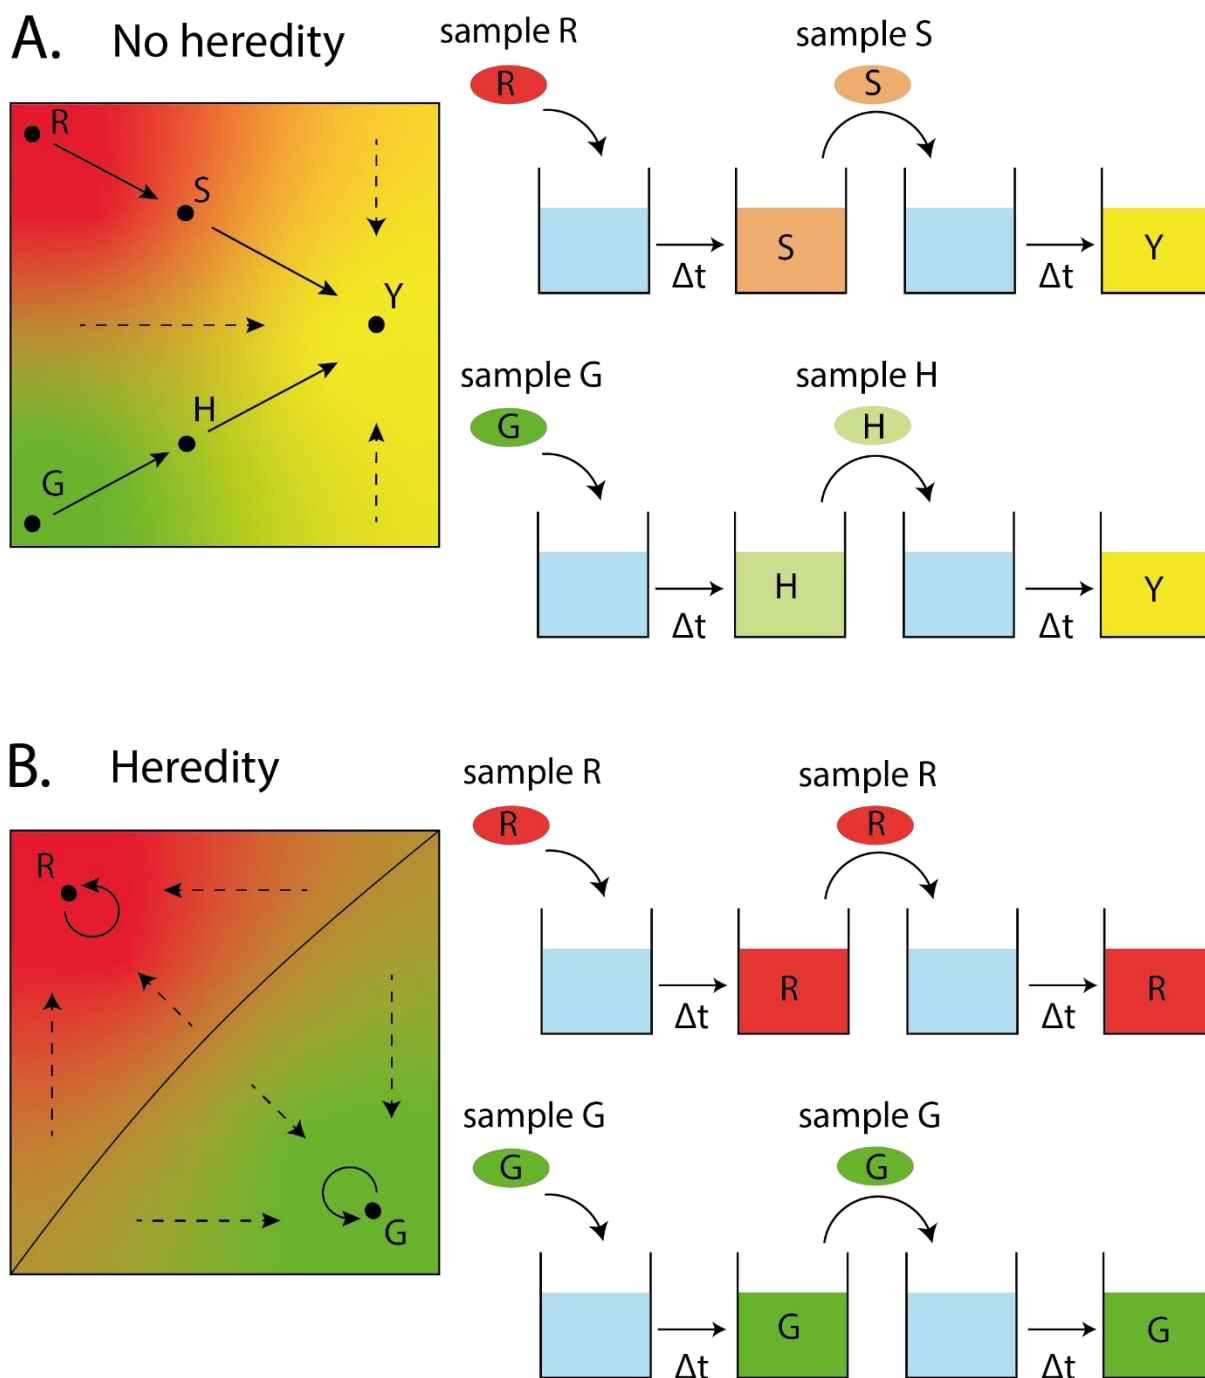 A. No heredity
R
S
Y
H
G
sample R
R
sample S
S
Δt
S
Δt
Y
sample G
G
sample H
H
Δt
H
Δt
Y
B. Heredity
R
G
sample R
R
sample R
R
Δt
R
Δt
R
sample G
G
sample G
G
Δt
G
Δt
G